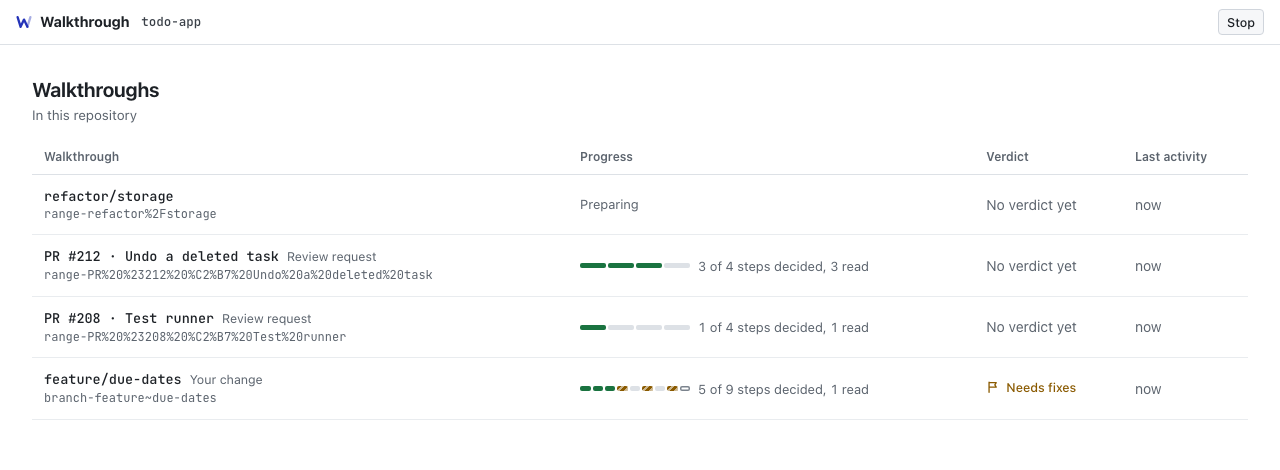 Walkthrough todo-app Stop
Walkthroughs
In this repository
Walkthrough Progress Verdict Last activity
refactor/storage
range-refactor%2Fstorage
Preparing No verdict yet now
PR #212 · Undo a deleted task Review request
range-PR%20%23212%20%C2%B7%20Undo%20a%20deleted%20task
3 of 4 steps decided, 3 read No verdict yet now
PR #208 · Test runner Review request
range-PR%20%23208%20%C2%B7%20Test%20runner
1 of 4 steps decided, 1 read No verdict yet now
feature/due-dates Your change
branch-feature~due-dates
5 of 9 steps decided, 1 read Needs fixes now